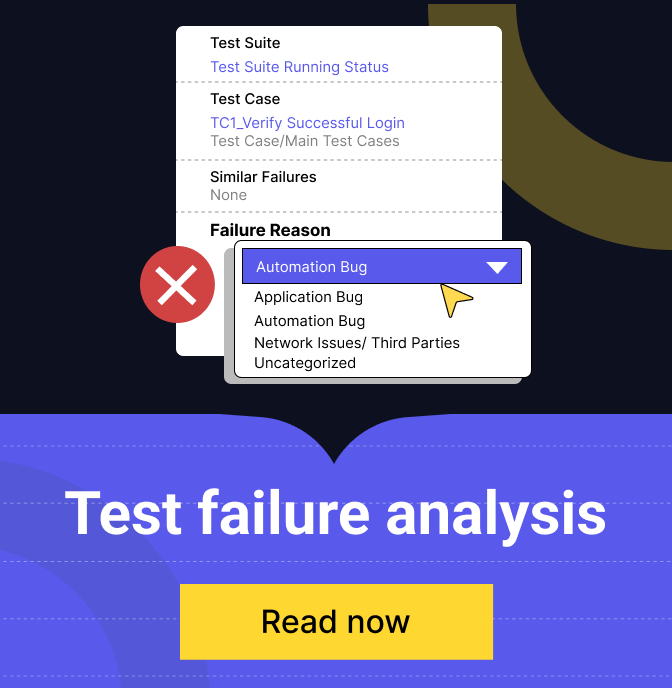 Test Suite
Test Suite Running Status
Test Case
TC1_Verify Successful Login
Test Case/Main Test Cases
Similar Failures
None
Failure Reason
Automation Bug
Application Bug
Automation Bug
Network Issues/ Third Parties
Uncategorized
Test failure analysis
Read now